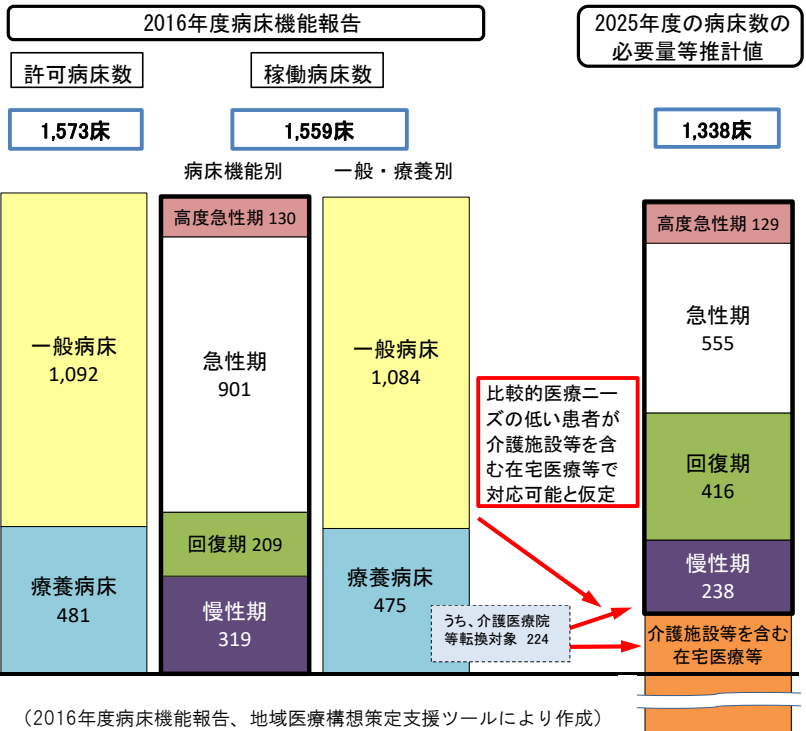 2016年度病床機能報告
2025年度の病床数の
必要量等推計値
許可病床数
稼働病床数
1,573床
1,559床
1,338床
病床機能別
一般・療養別
一般病床
1,092
療養病床
481
高度急性期 130
急性期
901
回復期 209
慢性期
319
一般病床
1,084
療養病床
475
比較的医療ニー
ズの低い患者が
介護施設等を含
む在宅医療等で
対応可能と仮定
うち、介護医療院
等転換対象 224
高度急性期 129
急性期
555
回復期
416
慢性期
238
介護施設等を含む
在宅医療等
（2016年度病床機能報告、地域医療構想策定支援ツールにより作成）